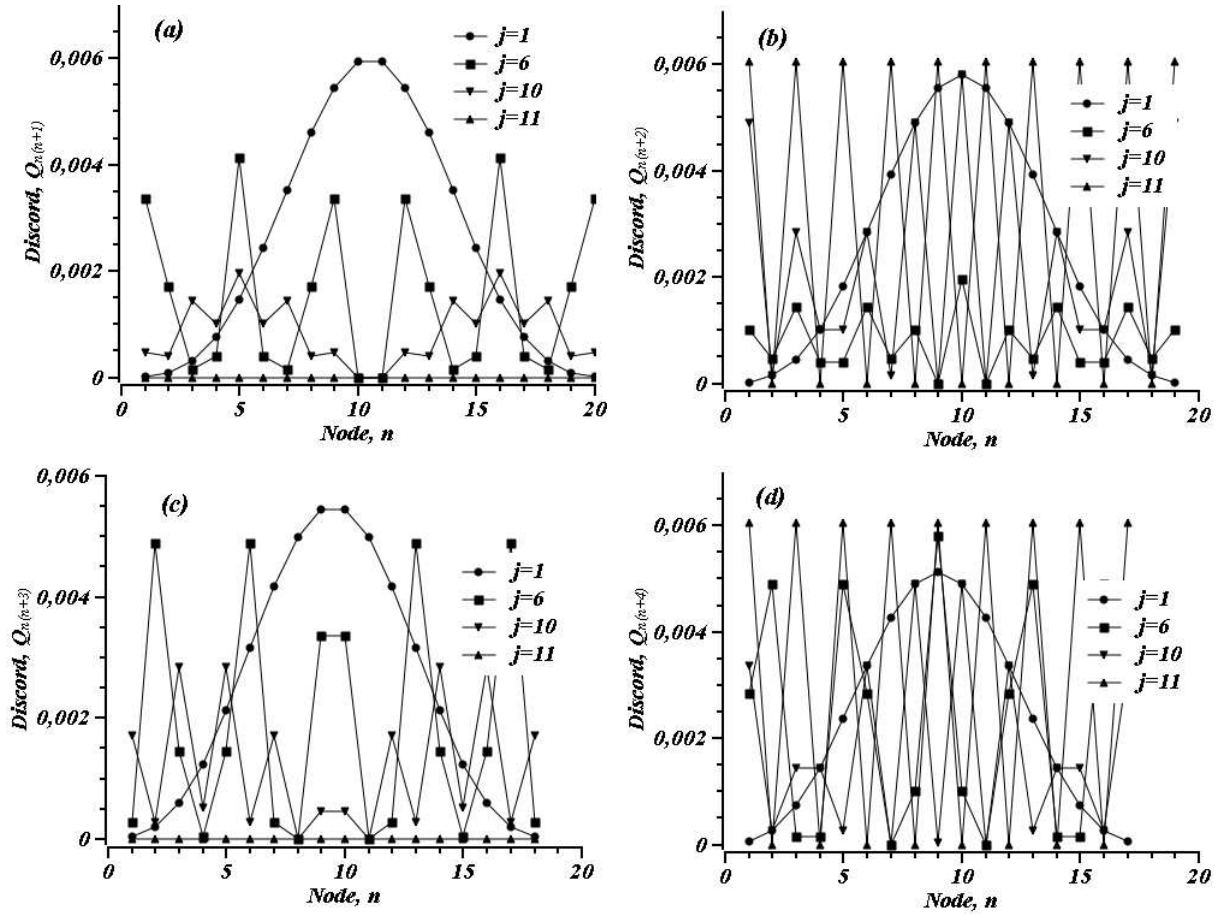 (a)
j=1
j=6
j=10
j=11
0,006
0,004
0,002
0
Discord, Qn(n+1)
0 5 10 15 20
Node, n
(b)
j=1
j=6
j=10
j=11
0,006
0,004
0,002
0
Discord, Qn(n+2)
0 5 10 15 20
Node, n
(c)
j=1
j=6
j=10
j=11
0,006
0,004
0,002
0
Discord, Qn(n+3)
0 5 10 15 20
Node, n
(d)
j=1
j=6
j=10
j=11
0,006
0,004
0,002
0
Discord, Qn(n+4)
0 5 10 15 20
Node, n